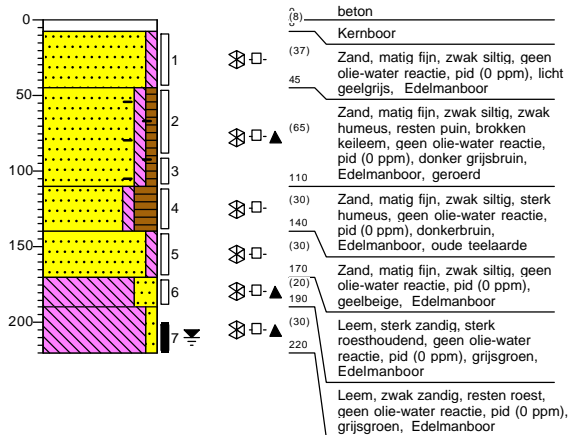 0
50
100
150
200
1
2
3
4
5
6
7
(8)
beton
Kernboor
(37)
Zand, matig fijn, zwak siltig, geen
olie-water reactie, pid (0 ppm), licht
geelgrijs, Edelmanboor
45
(65)
Zand, matig fijn, zwak siltig, zwak
humeus, resten puin, brokken
keileem, geen olie-water reactie,
pid (0 ppm), donker grijsbruin,
Edelmanboor, geroerd
110
(30)
Zand, matig fijn, zwak siltig, sterk
humeus, geen olie-water reactie,
pid (0 ppm), donkerbruin,
Edelmanboor, oude teelaarde
140
(30)
Zand, matig fijn, zwak siltig, geen
olie-water reactie, pid (0 ppm),
geelbeige, Edelmanboor
170
(20)
190
Leem, sterk zandig, sterk
roesthoudend, geen olie-water
reactie, pid (0 ppm), grijsgroen,
Edelmanboor
(30)
220
Leem, zwak zandig, resten roest,
geen olie-water reactie, pid (0 ppm),
grijsgroen, Edelmanboor